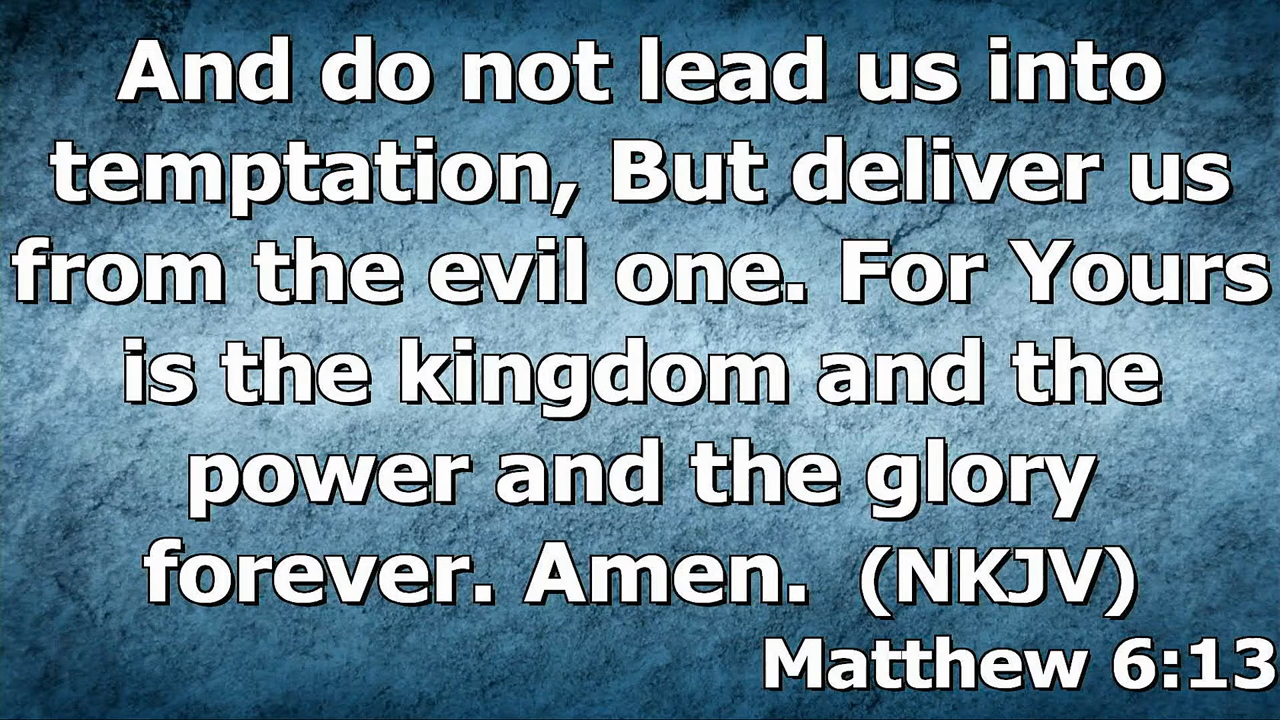 And do not lead us into
temptation, But deliver us
from the evil one. For Yours
is the kingdom and the
power and the glory
forever. Amen. (NKJV)
Matthew 6:13